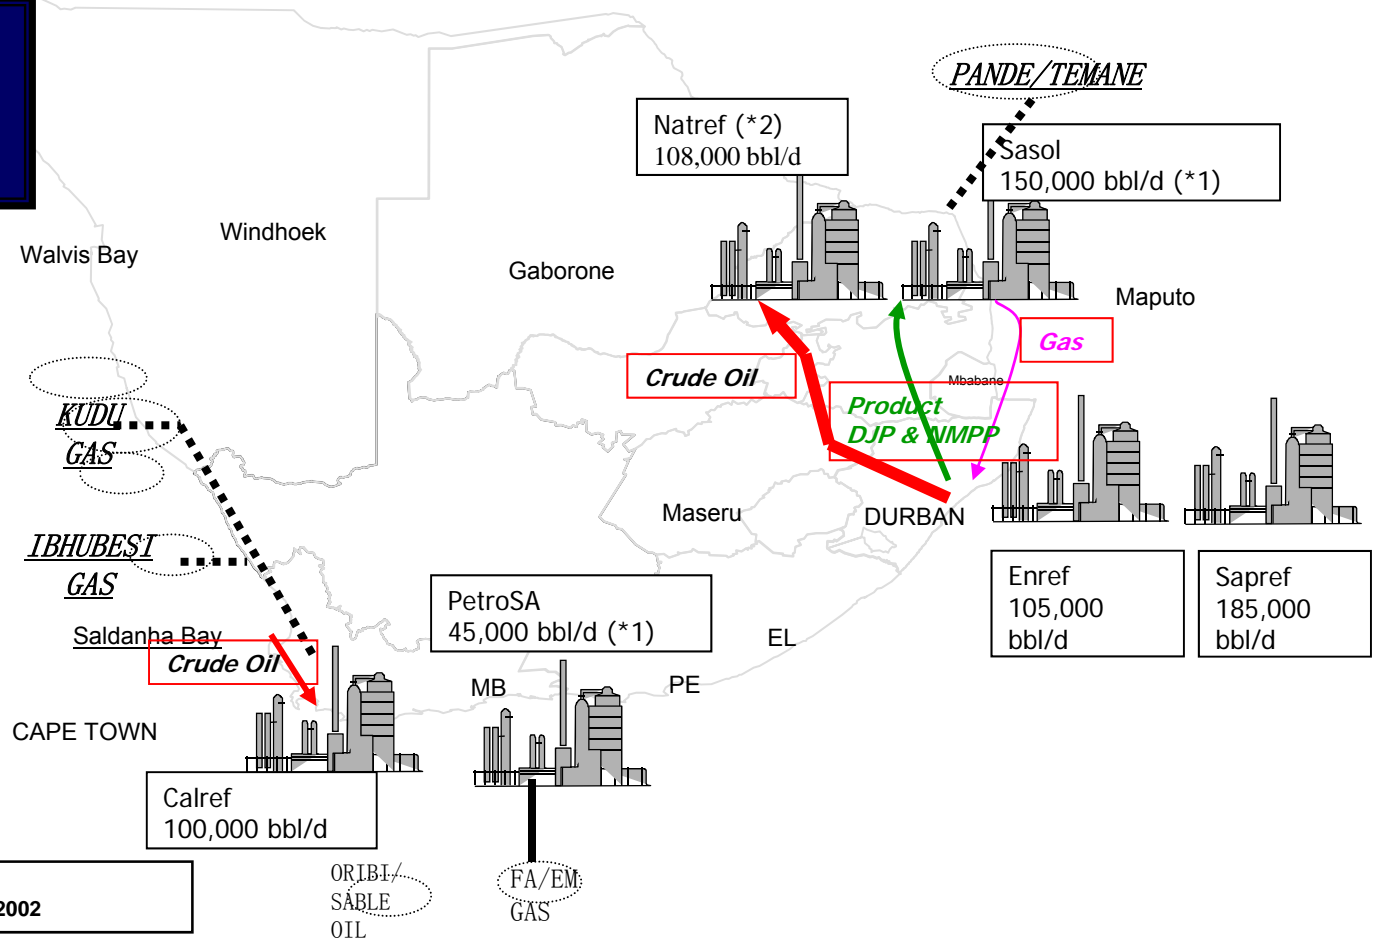 PANDE/TEMANE
Natref (*2)
108,000 bbl/d
Sasol
150,000 bbl/d (*1)
Windhoek
Walvis Bay
Gaborone
Maputo
Gas
Crude Oil
Mbabane
Product
DJP & NMPP
KUDU
GAS
Maseru
DURBAN
IBHUBESI
GAS
Enref
105,000
bbl/d
Sapref
185,000
bbl/d
PetroSA
45,000 bbl/d (*1)
Saldanha Bay
Crude Oil
EL
MB
PE
CAPE TOWN
Calref
100,000 bbl/d
ORIBI/
SABLE
OIL
FA/EM
GAS
2002